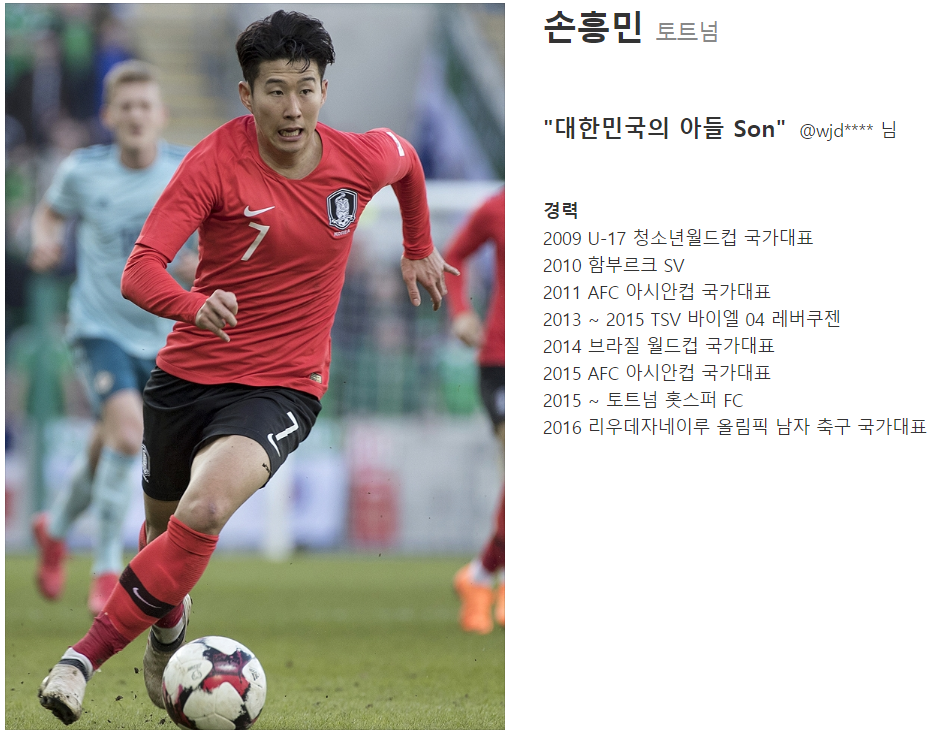 손흥민 토트넘
"대한민국의 아들 Son" @wjd**** 님
경력
2009 U-17 청소년월드컵 국가대표
2010 함부르크 SV
2011 AFC 아시안컵 국가대표
2013 ~ 2015 TSV 바이엘 04 레버쿠젠
2014 브라질 월드컵 국가대표
2015 AFC 아시안컵 국가대표
2015 ~ 토트넘 홋스퍼 FC
2016 리우데자네이루 올림픽 남자 축구 국가대표
7
7